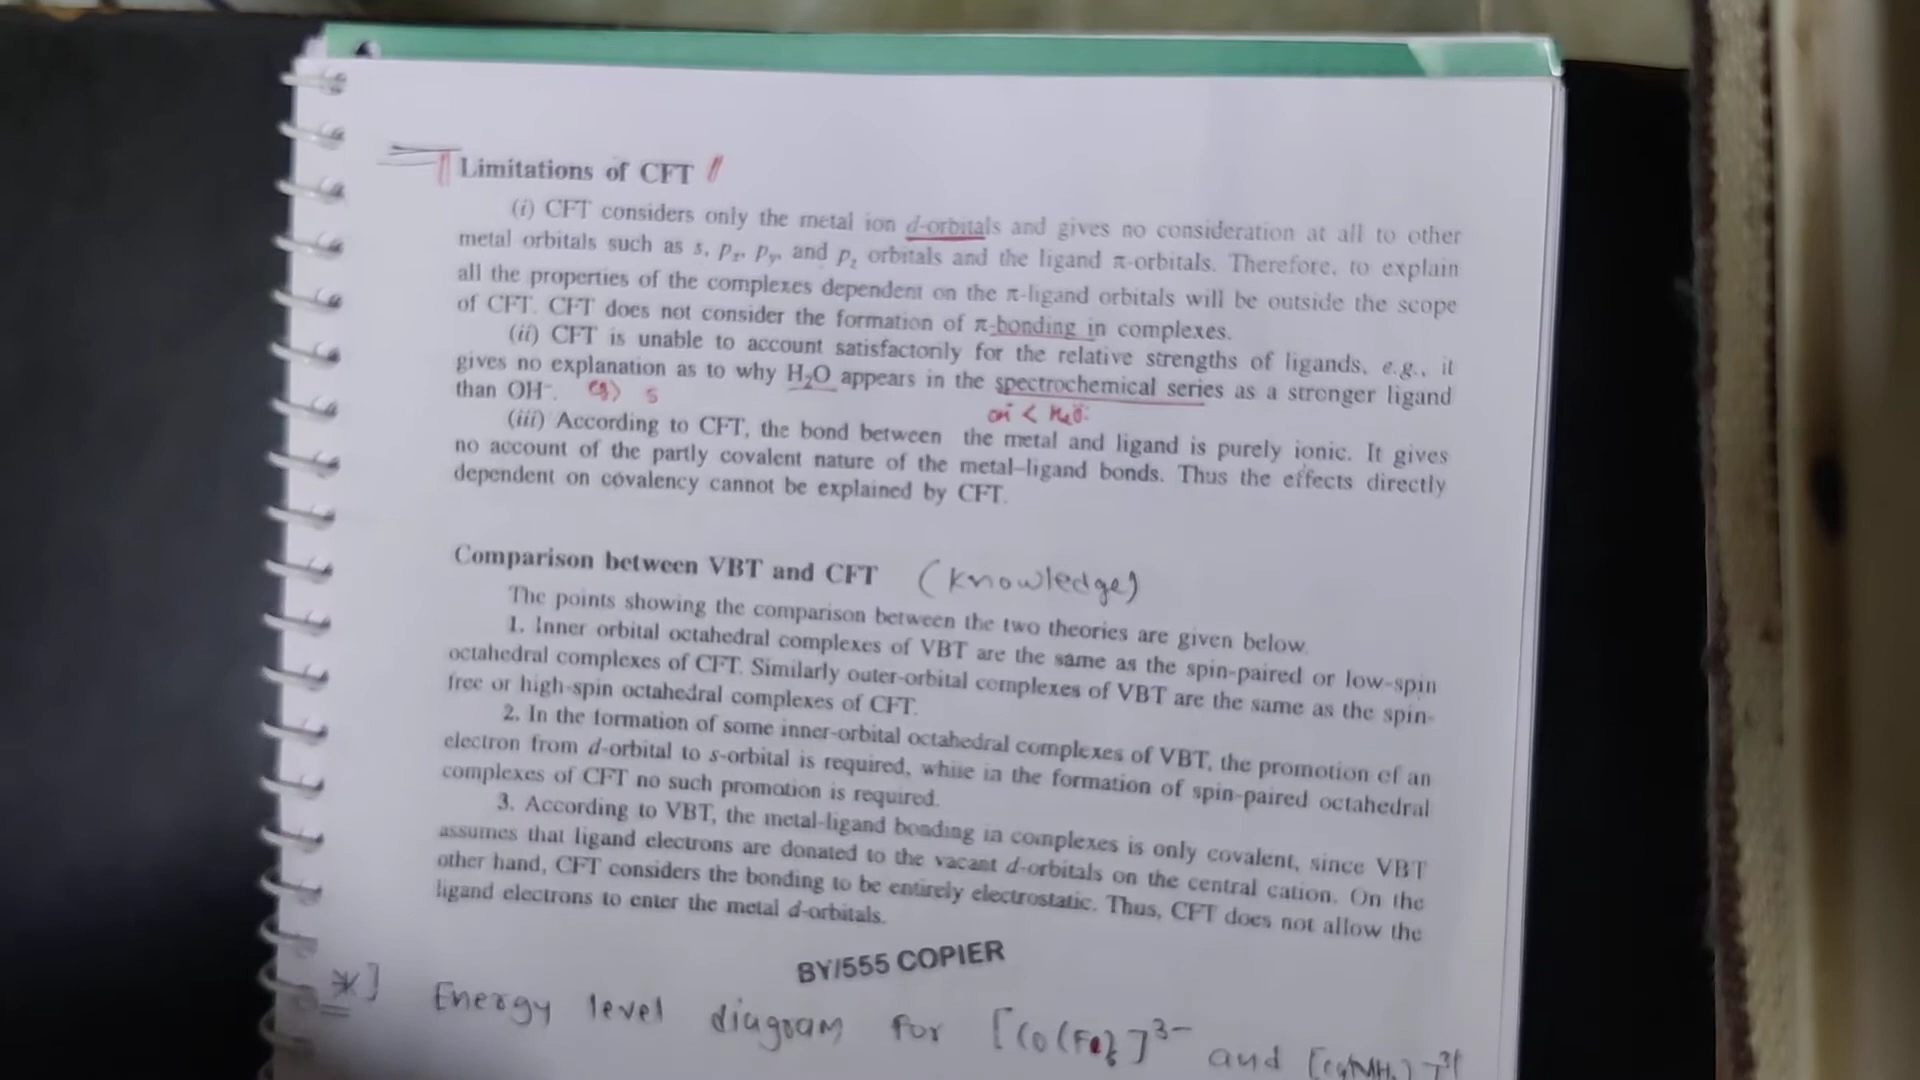 Limitations of CFT
(i) CFT considers only the metal ion d-orbitals and gives no consideration at all to other
metal orbitals such as s, pₓ, pᵧ, and p_z orbitals and the ligand π-orbitals. Therefore, to explain
all the properties of the complexes dependent on the π-ligand orbitals will be outside the scope
of CFT. CFT does not consider the formation of π-bonding in complexes.
(ii) CFT is unable to account satisfactorily for the relative strengths of ligands, e.g., it
gives no explanation as to why H₂O appears in the spectrochemical series as a stronger ligand
than OH⁻.
(iii) According to CFT, the bond between the metal and ligand is purely ionic. It gives
no account of the partly covalent nature of the metal–ligand bonds. Thus the effects directly
dependent on covalency cannot be explained by CFT.
Comparison between VBT and CFT (knowledge)
The points showing the comparison between the two theories are given below.
1. Inner orbital octahedral complexes of VBT are the same as the spin-paired or low-spin
octahedral complexes of CFT. Similarly outer-orbital complexes of VBT are the same as the spin-
free or high-spin octahedral complexes of CFT.
2. In the formation of some inner-orbital octahedral complexes of VBT, the promotion of an
electron from d-orbital to s-orbital is required, while in the formation of spin-paired octahedral
complexes of CFT no such promotion is required.
3. According to VBT, the metal-ligand bonding in complexes is only covalent, since VBT
assumes that ligand electrons are donated to the vacant d-orbitals on the central cation. On the
other hand, CFT considers the bonding to be entirely electrostatic. Thus, CFT does not allow the
ligand electrons to enter the metal d-orbitals.
BY/555 COPIER
*] Energy level diagram for and